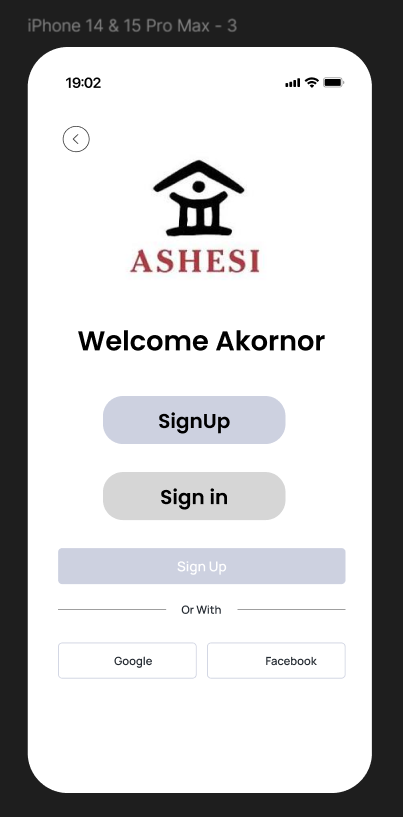 iPhone 14 & 15 Pro Max - 3
19:02
ASHESI
Welcome Akornor
SignUp
Sign in
Sign Up
Or With
Google
Facebook